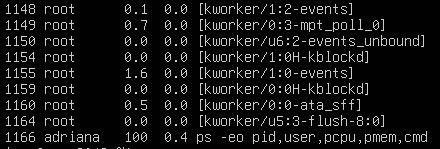 1148 root 0.1 0.0 [kworker/1:2-events]
1149 root 0.7 0.0 [kworker/0:3-mpt_poll_0]
1150 root 0.0 0.0 [kworker/u6:2-events_unbound]
1154 root 0.0 0.0 [kworker/1:0H-kblockd]
1155 root 1.6 0.0 [kworker/1:0-events]
1159 root 0.0 0.0 [kworker/0:0H-kblockd]
1160 root 0.5 0.0 [kworker/0:0-ata_sff]
1164 root 0.0 0.0 [kworker/u5:3-flush-8:0]
1166 adriana 100 0.4 ps -eo pid,user,pcpu,pmem,cmd